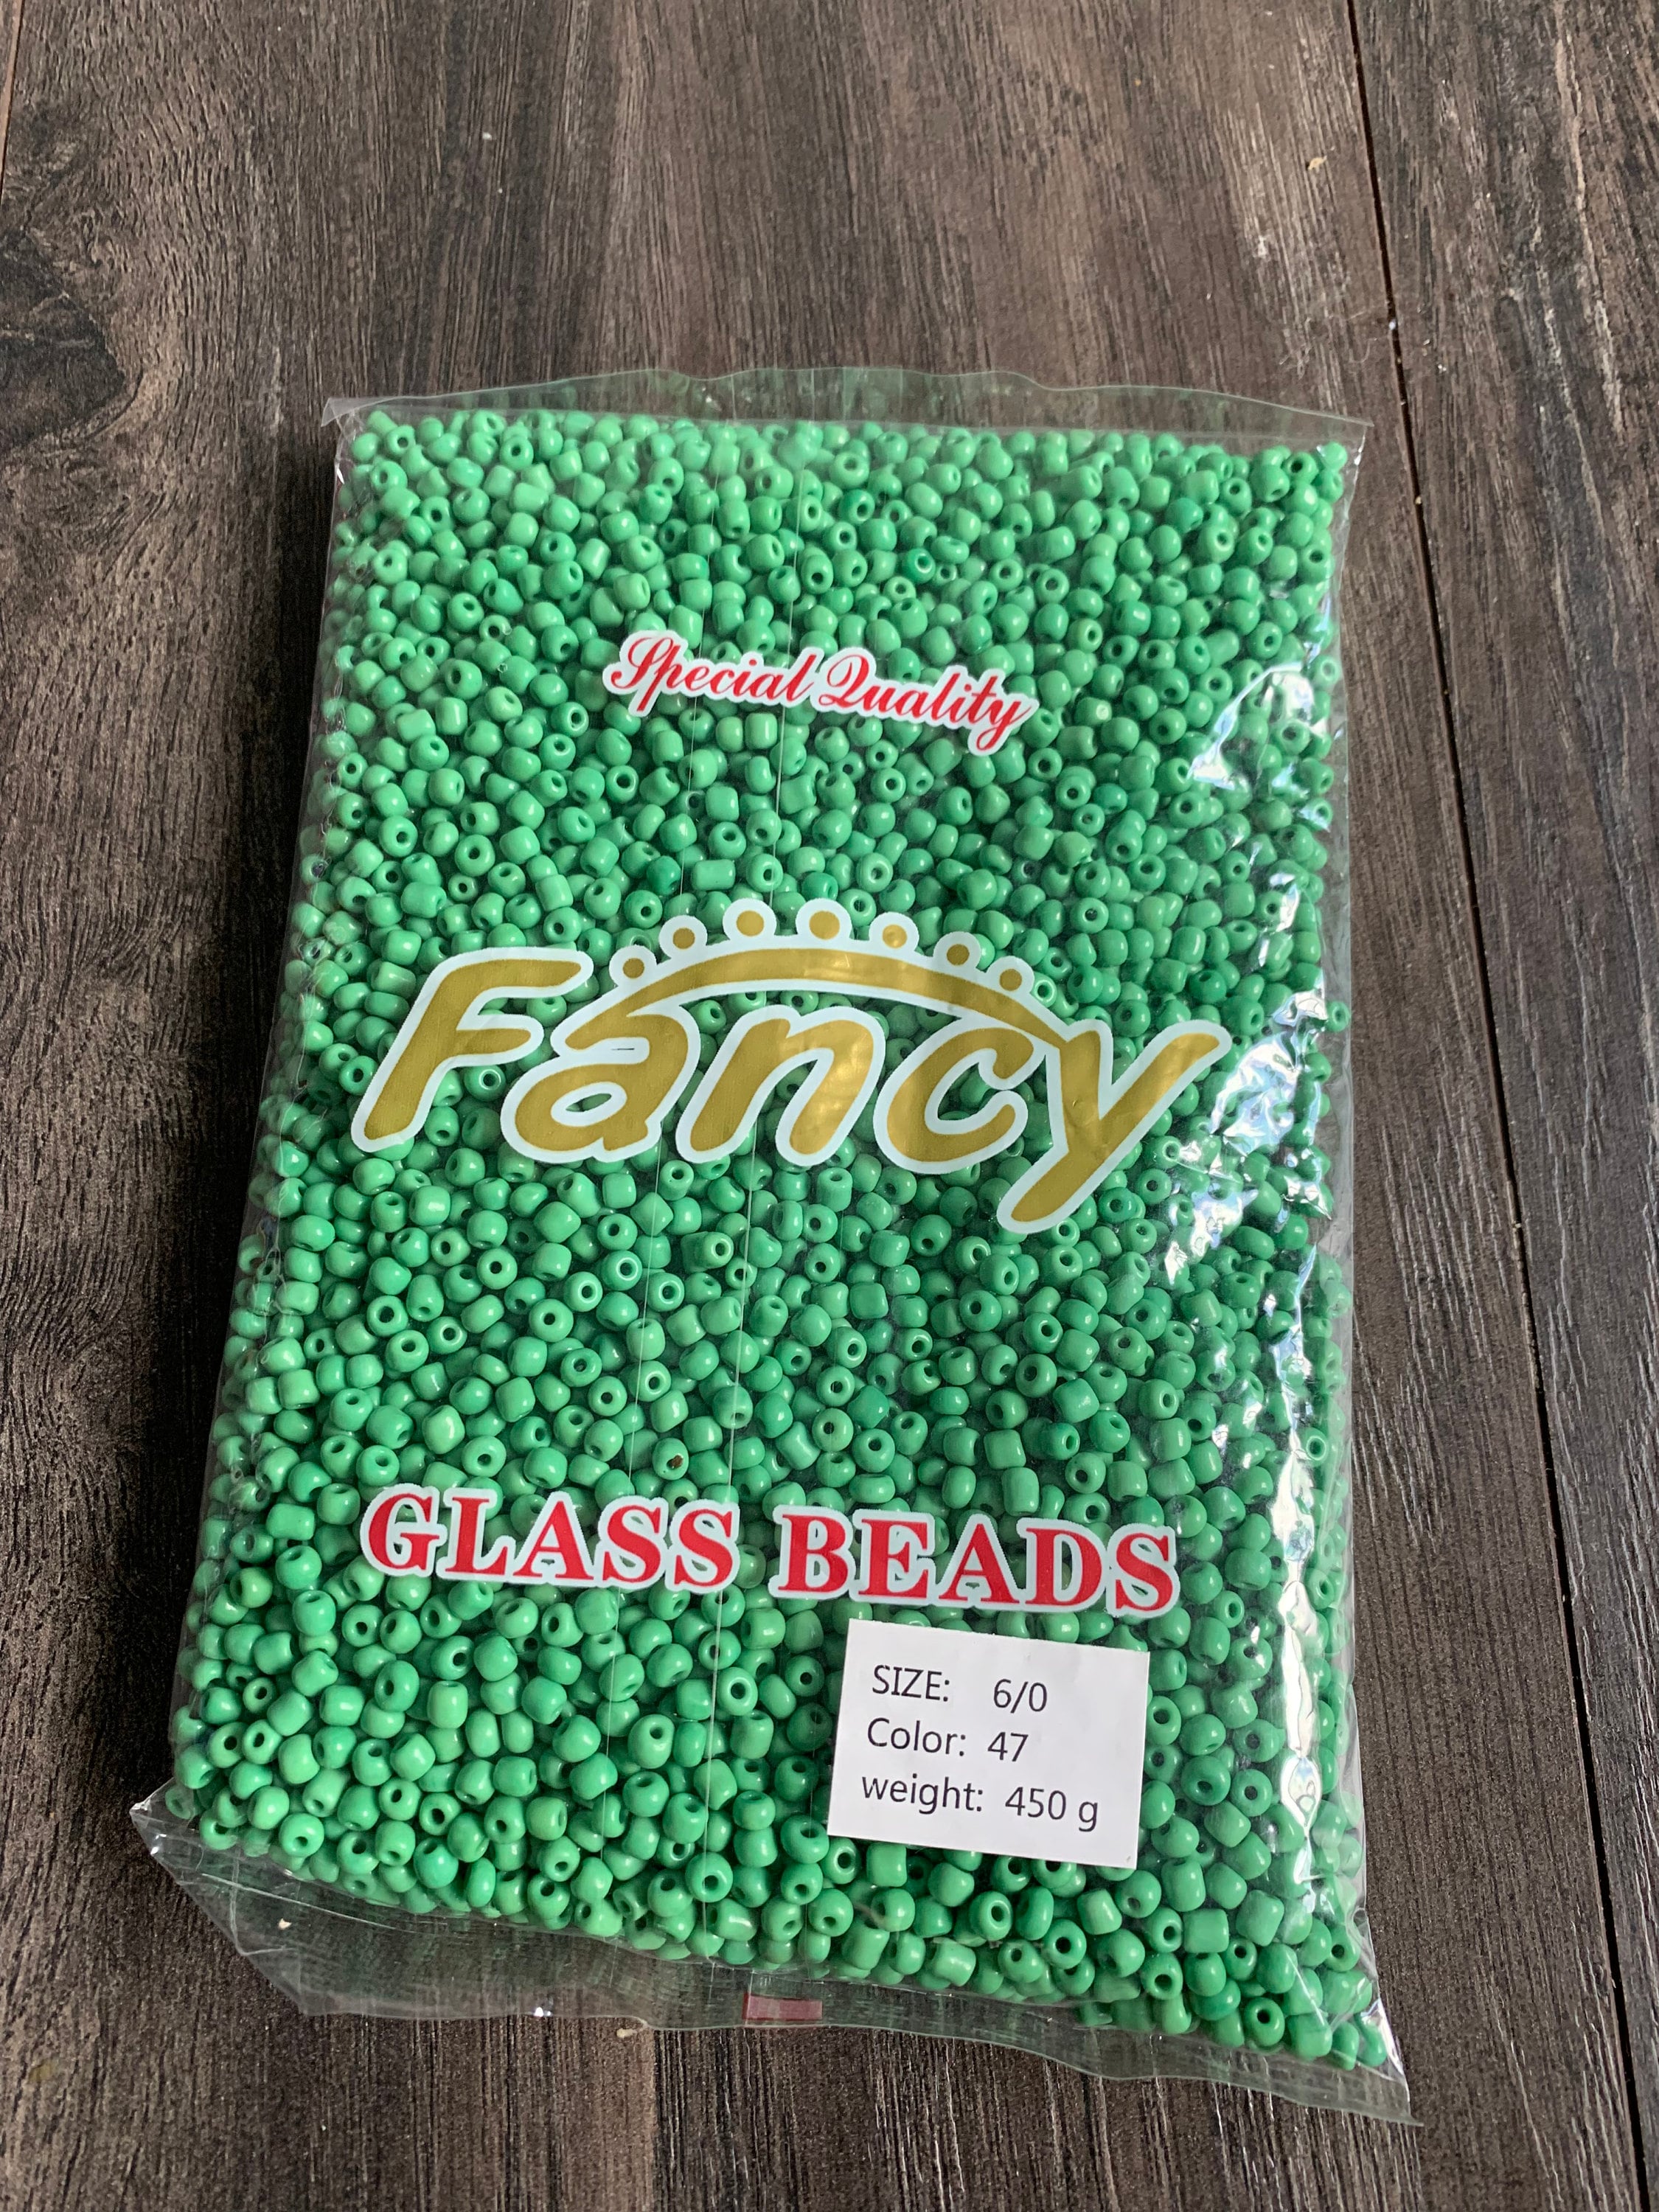 Special Quality
Fancy
GLASS BEADS
SIZE: 6/0
Color: 47
weight: 450 g